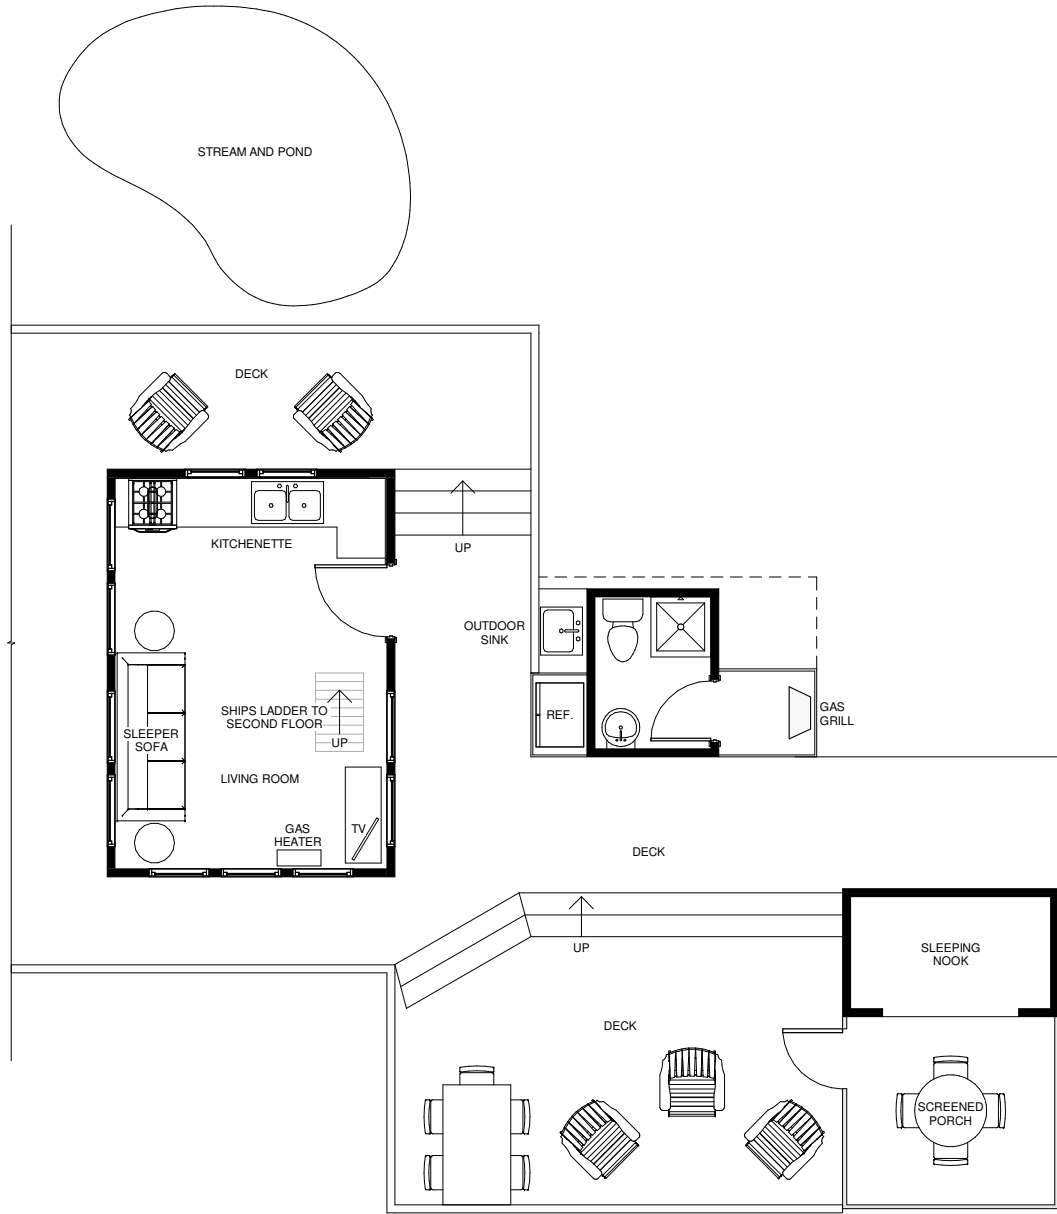 STREAM AND POND
DECK
KITCHENETTE
UP
OUTDOOR
SINK
SHIPS LADDER TO
SECOND FLOOR
UP
SLEEPER
SOFA
REF.
GAS
GRILL
LIVING ROOM
GAS
HEATER
TV
DECK
UP
SLEEPING
NOOK
DECK
SCREENED
PORCH